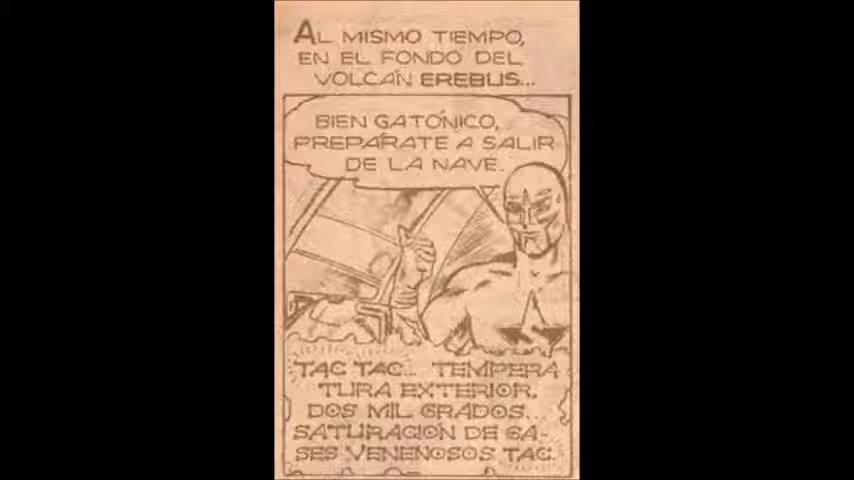 AL MISMO TIEMPO,
EN EL FONDO DEL
VOLCÁN EREBUS...
BIEN GATÓNICO,
PREPÁRATE A SALIR
DE LA NAVE.
TAC TAC... TEMPERA
TURA EXTERIOR,
DOS MIL GRADOS...
SATURACIÓN DE GA-
SES VENENOSOS TAC.